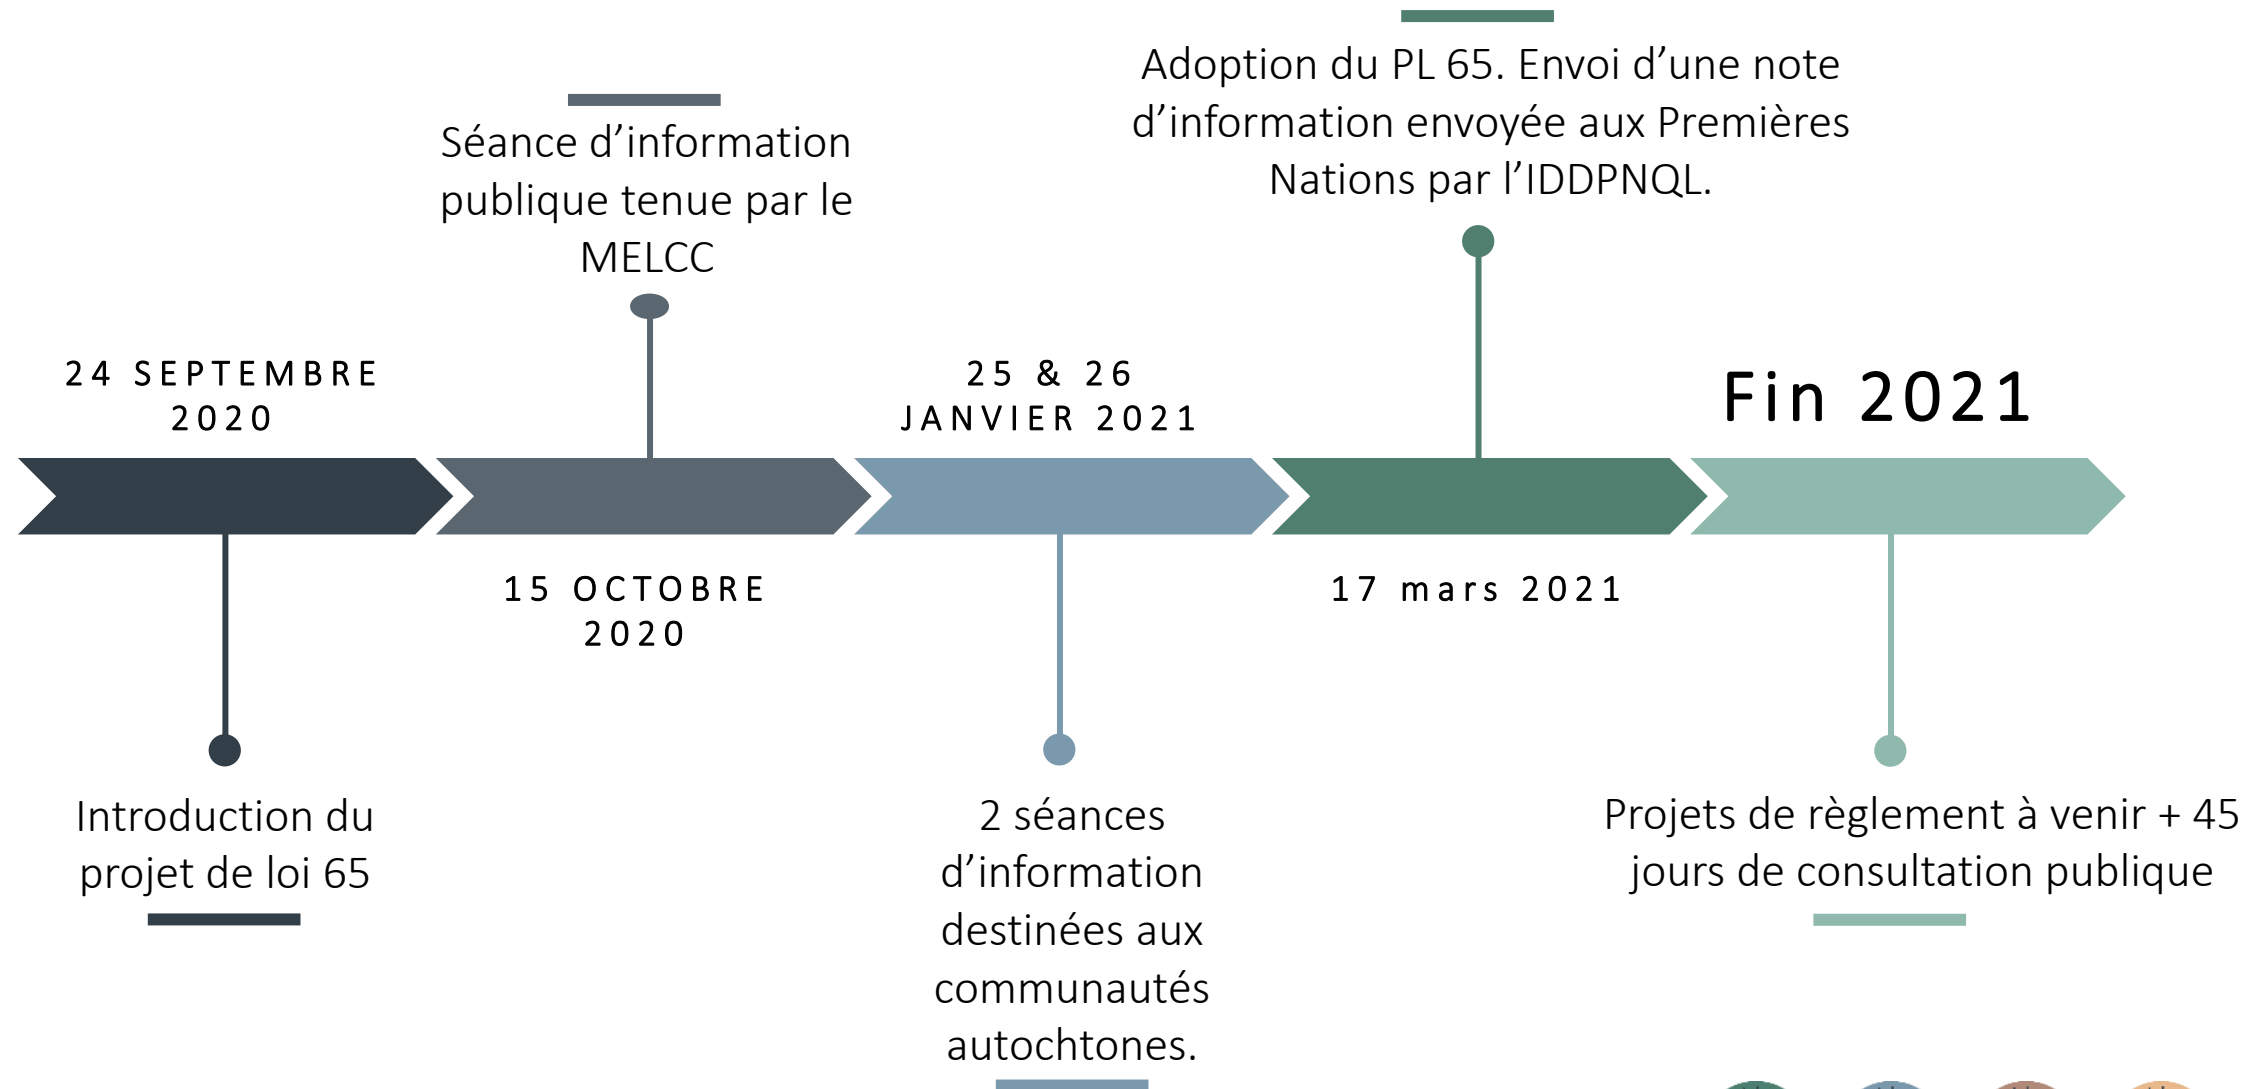 24 SEPTEMBRE
2020
Introduction du
projet de loi 65
Séance d’information
publique tenue par le
MELCC
15 OCTOBRE
2020
25 & 26
JANVIER 2021
2 séances
d’information
destinées aux
communautés
autochtones.
Adoption du PL 65. Envoi d’une note
d’information envoyée aux Premières
Nations par l’IDDPNQL.
17 mars 2021
Fin 2021
Projets de règlement à venir + 45
jours de consultation publique